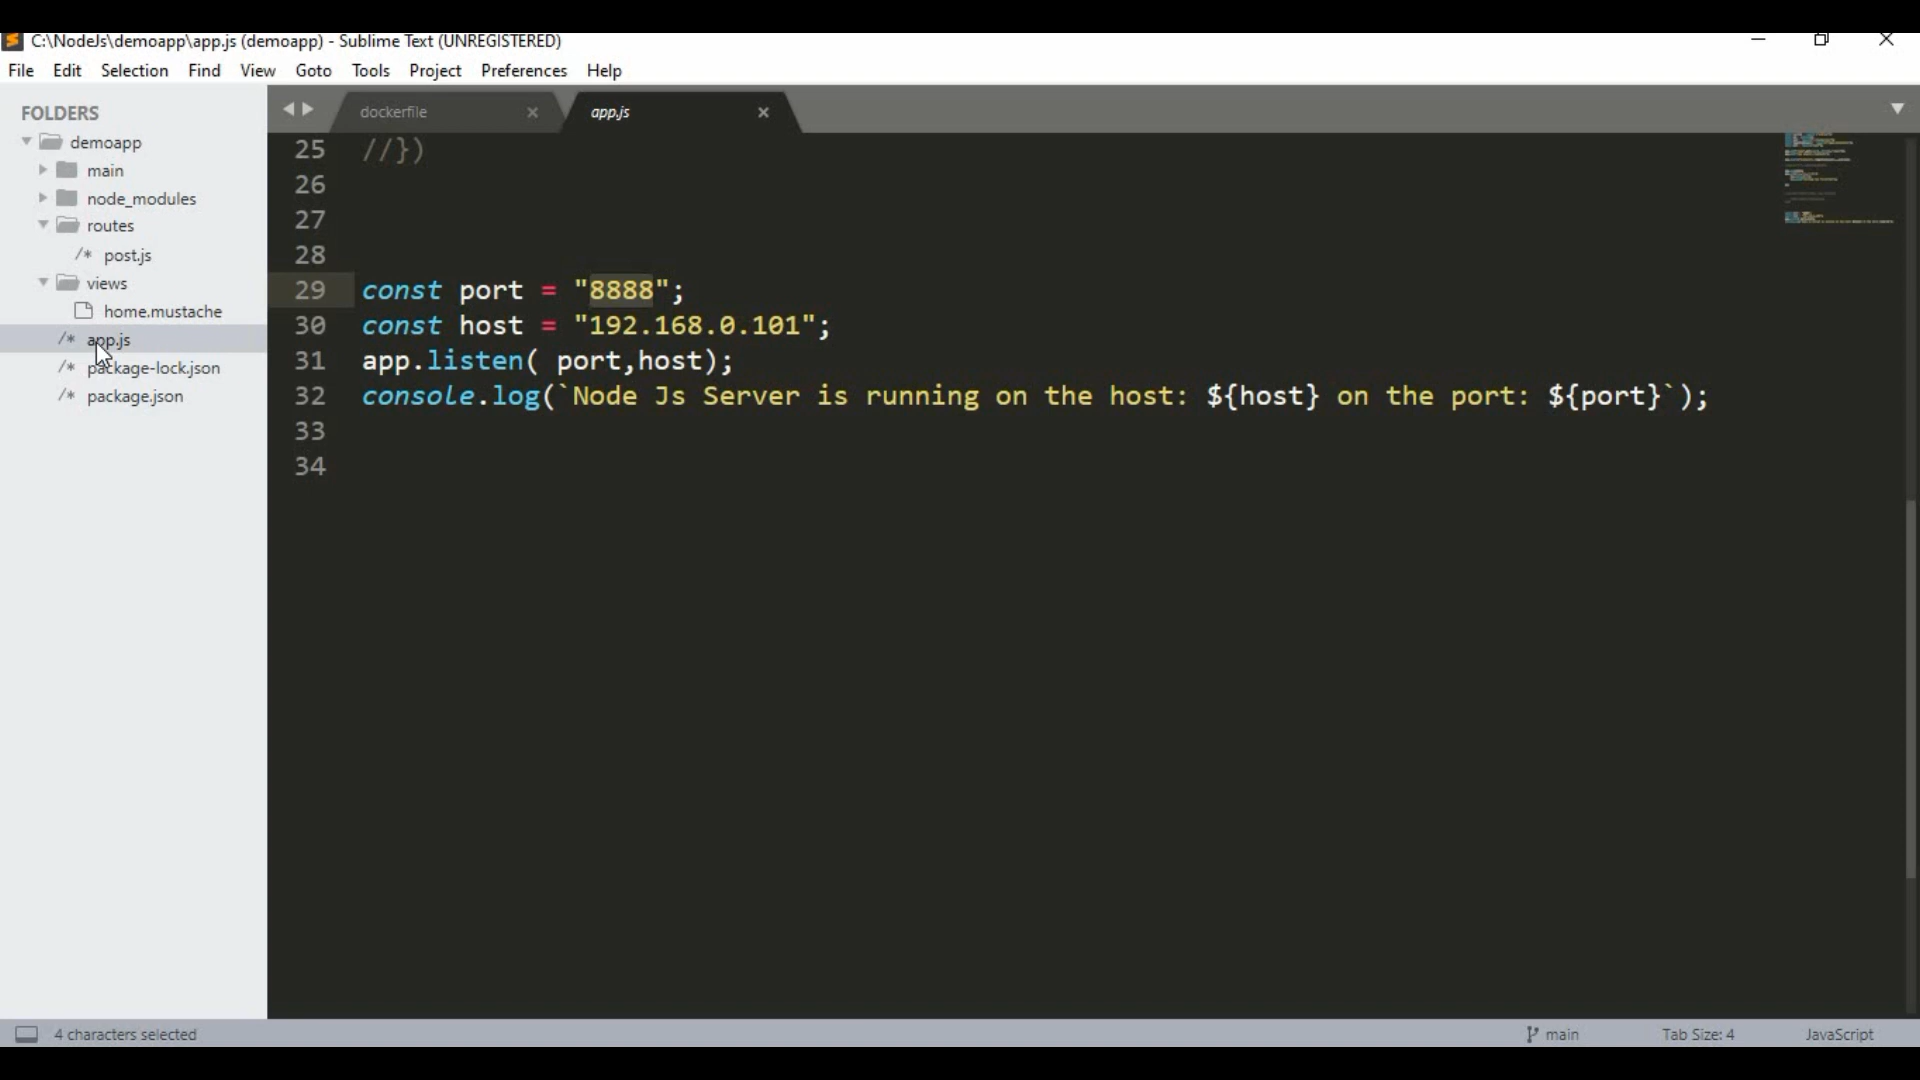 C:\NodeJs\demoapp\app.js (demoapp) - Sublime Text (UNREGISTERED)
File Edit Selection Find View Goto Tools Project Preferences Help
FOLDERS
demoapp
main
node_modules
routes
/* post.js
views
home.mustache
/* app.js
/* package-lock.json
/* package.json
dockerfile
app.js
25 //})
26
27
28
29 const port = "8888";
30 const host = "192.168.0.101";
31 app.listen( port,host);
32 console.log(`Node Js Server is running on the host: ${host} on the port: ${port}`);
33
34
4 characters selected
main
Tab Size: 4
JavaScript